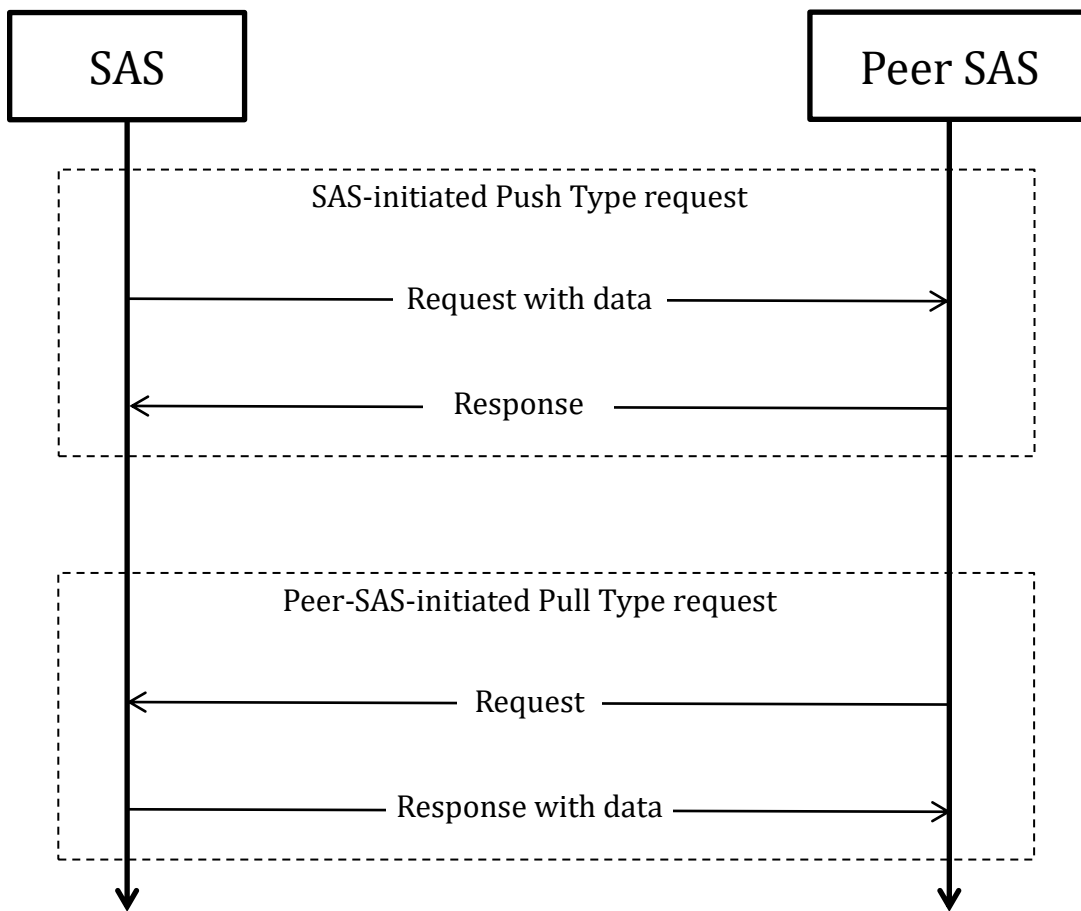 SAS
Peer SAS
SAS-initiated Push Type request
Request with data
Response
Peer-SAS-initiated Pull Type request
Request
Response with data